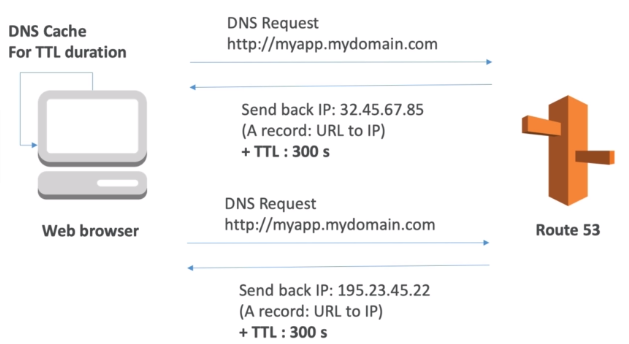 DNS Cache
For TTL duration
DNS Request
http://myapp.mydomain.com
Send back IP: 32.45.67.85
(A record: URL to IP)
+ TTL : 300 s
Web browser
Route 53
DNS Request
http://myapp.mydomain.com
Send back IP: 195.23.45.22
(A record: URL to IP)
+ TTL : 300 s